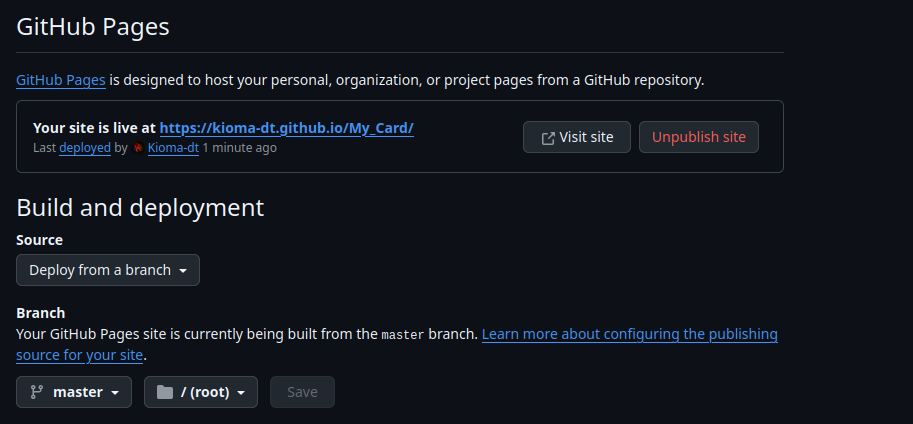 GitHub Pages
GitHub Pages is designed to host your personal, organization, or project pages from a GitHub repository.
Your site is live at https://kioma-dt.github.io/My_Card/
Last deployed by Kioma-dt 1 minute ago
Visit site
Unpublish site
Build and deployment
Source
Deploy from a branch
Branch
Your GitHub Pages site is currently being built from the master branch. Learn more about configuring the publishing
source for your site.
master
/ (root)
Save